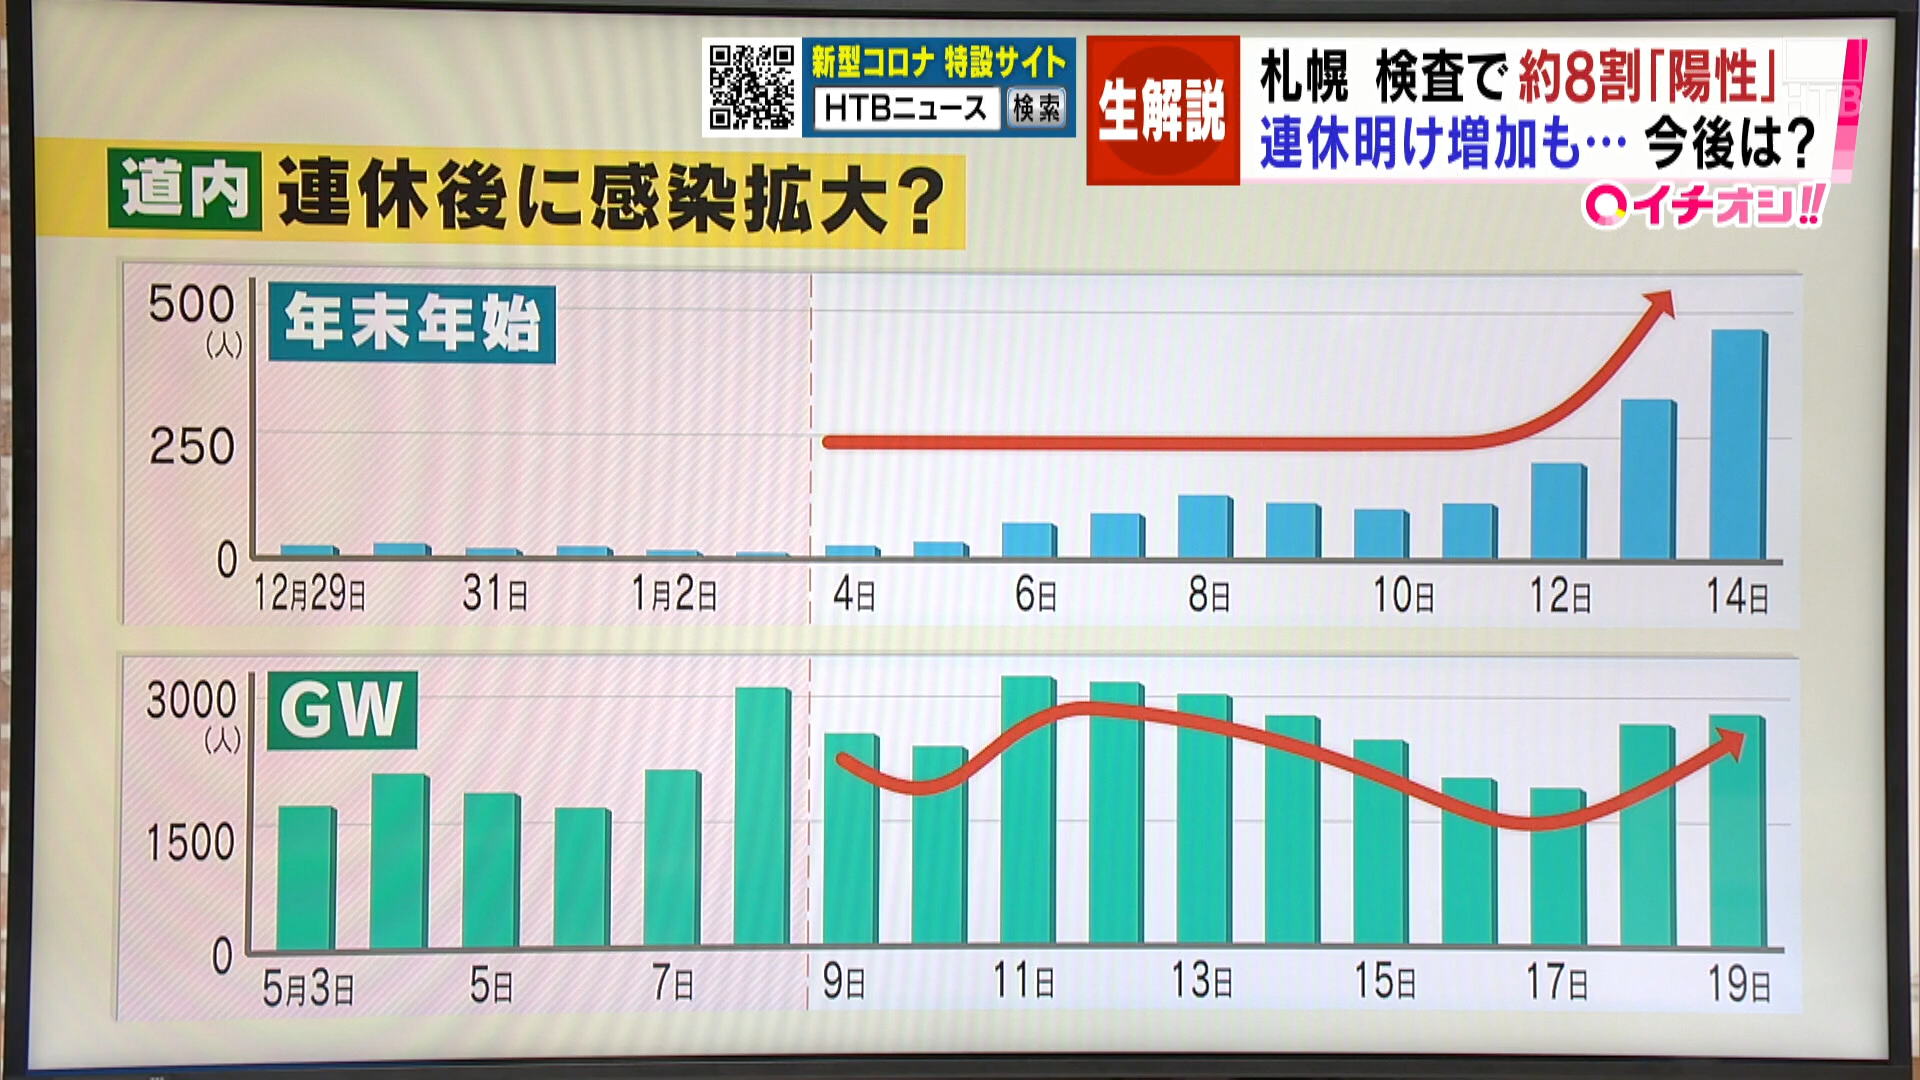 新型コロナ 特設サイト
HTBニュース 検索
生解説
札幌 検査で約8割「陽性」
連休明け増加も… 今後は?
HTB
イチオシ!!
道内 連休後に感染拡大?
年末年始
500
(人)
250
0
12月29日 31日 1月2日 4日 6日 8日 10日 12日 14日
GW
3000
(人)
1500
0
5月3日 5日 7日 9日 11日 13日 15日 17日 19日